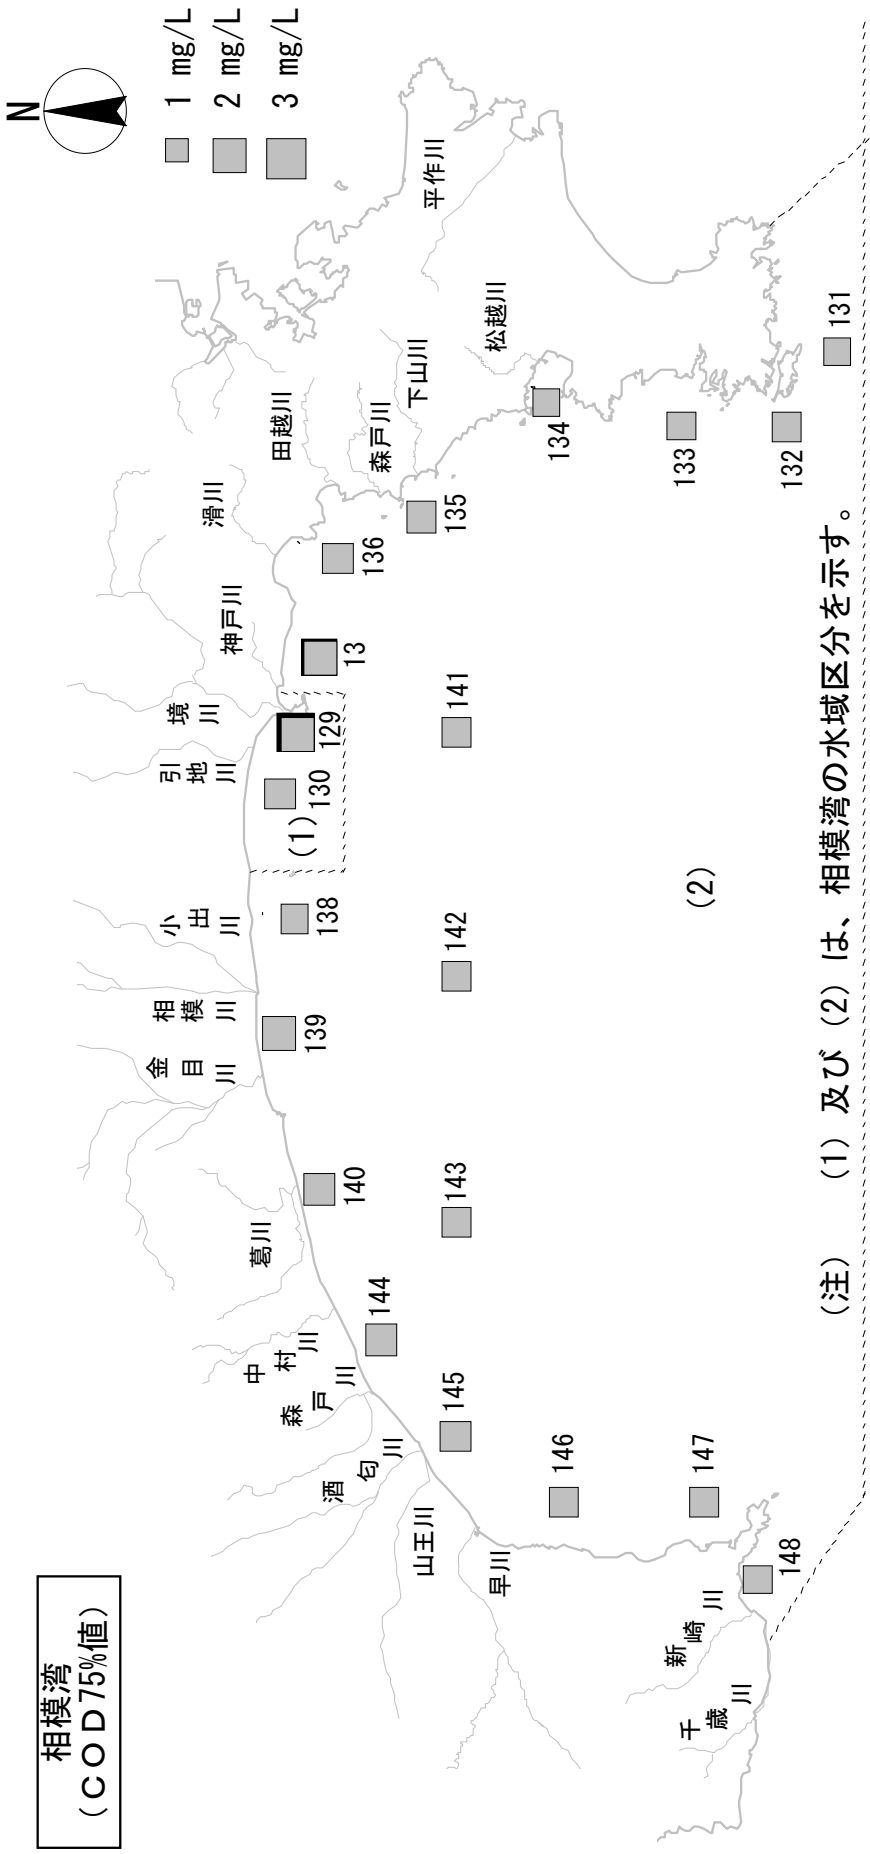 相模湾
(ＣＯＤ75%値)
N
1 mg/L
2 mg/L
3 mg/L
千歳川
新崎川
早川
山王川
酒匂川
森戸川
中村川
葛川
金目川
相模川
小出川
引地川
境川
神戸川
滑川
田越川
森戸川
下山川
松越川
平作川
148
147
146
145
144
143
140
139
142
138
(1)
130
129
141
13
136
135
134
133
132
131
(2)
(注)　(1) 及び (2) は、相模湾の水域区分を示す。